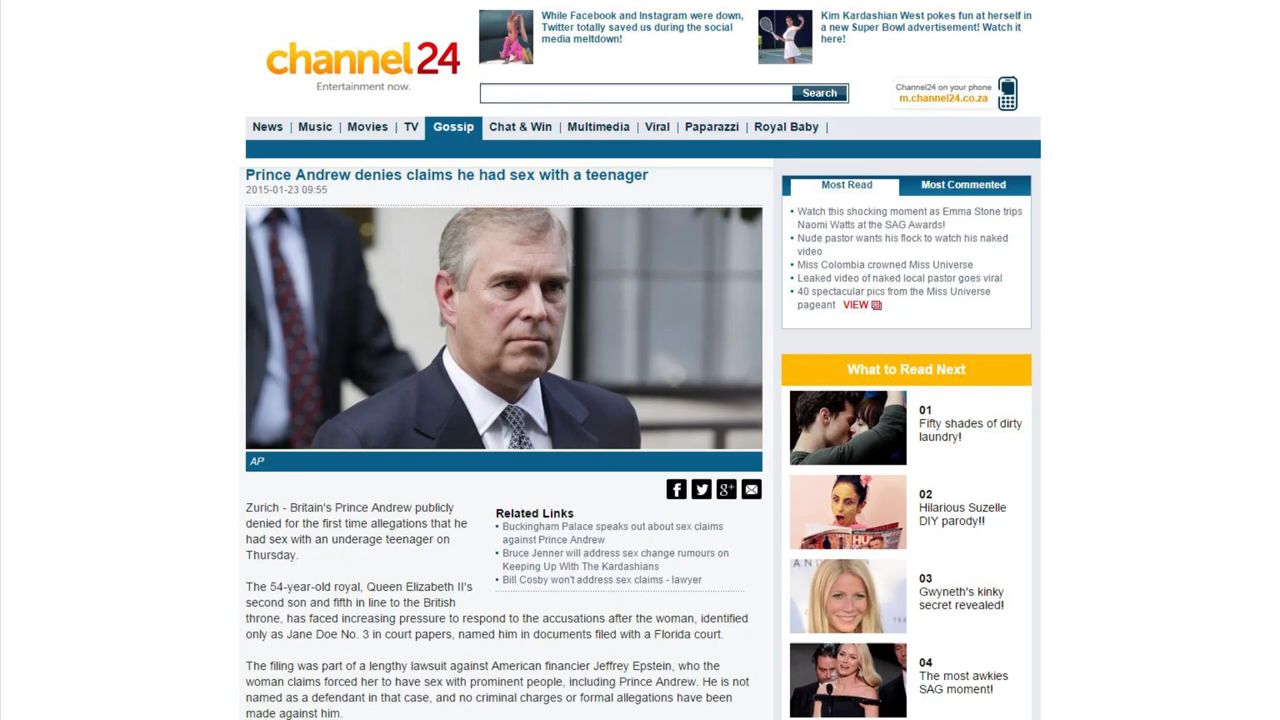 While Facebook and Instagram were down,
Twitter totally saved us during the social
media meltdown!
Kim Kardashian West pokes fun at herself in
a new Super Bowl advertisement! Watch it
here!
channel24
Entertainment now.
Search
Channel24 on your phone
m.channel24.co.za
News | Music | Movies | TV Gossip Chat & Win | Multimedia | Viral | Paparazzi | Royal Baby |
Prince Andrew denies claims he had sex with a teenager
2015-01-23 09:55
AP
Zurich - Britain's Prince Andrew publicly
denied for the first time allegations that he
had sex with an underage teenager on
Thursday.
Related Links
• Buckingham Palace speaks out about sex claims
against Prince Andrew
• Bruce Jenner will address sex change rumours on
Keeping Up With The Kardashians
• Bill Cosby won't address sex claims - lawyer
The 54-year-old royal, Queen Elizabeth II's
second son and fifth in line to the British
throne, has faced increasing pressure to respond to the accusations after the woman, identified
only as Jane Doe No. 3 in court papers, named him in documents filed with a Florida court.
The filing was part of a lengthy lawsuit against American financier Jeffrey Epstein, who the
woman claims forced her to have sex with prominent people, including Prince Andrew. He is not
named as a defendant in that case, and no criminal charges or formal allegations have been
made against him.
Most Read
Most Commented
• Watch this shocking moment as Emma Stone trips
Naomi Watts at the SAG Awards!
• Nude pastor wants his flock to watch his naked
video
• Miss Colombia crowned Miss Universe
• Leaked video of naked local pastor goes viral
• 40 spectacular pics from the Miss Universe
pageant VIEW
What to Read Next
01
Fifty shades of dirty
laundry!
02
Hilarious Suzelle
DIY parody!!
03
Gwyneth's kinky
secret revealed!
04
The most awkies
SAG moment!